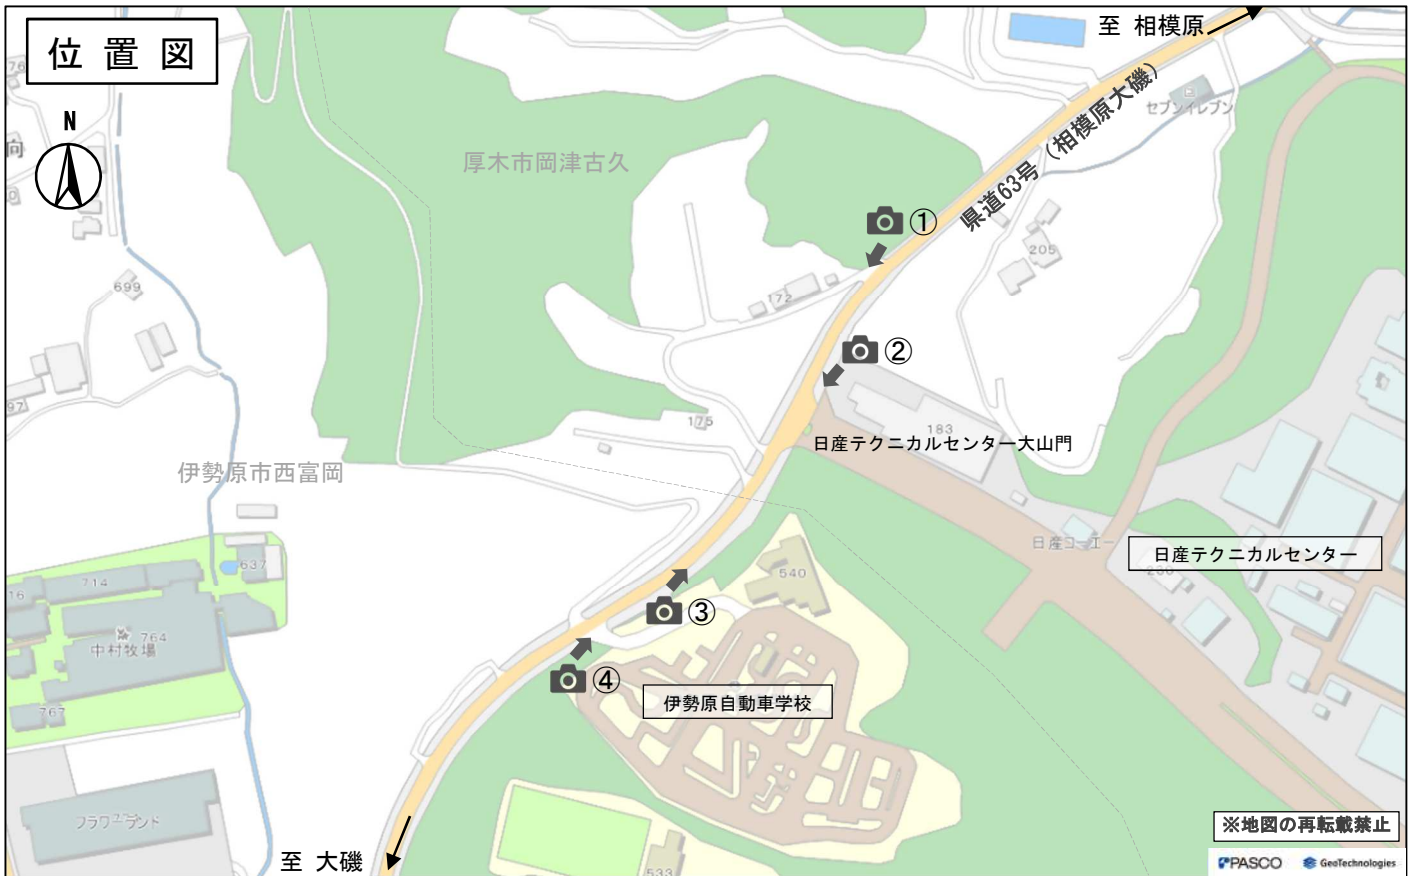 位置図
至 相模原
76
N
向
厚木市岡津古久
セブンイレブン
県道63号(相模原大磯)
①
205
699
172
②
97
175
183
日産テクニカルセンター大山門
伊勢原市西富岡
日産コーエー
日産テクニカルセンター
637
714
16
540
230
③
764
中村牧場
④
伊勢原自動車学校
767
フラワーランド
※地図の再転載禁止
至 大磯
533
PASCO
GeoTechnologies